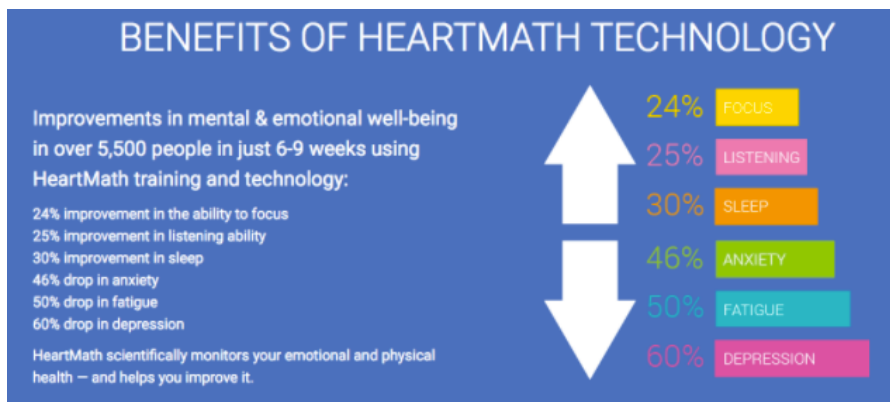 BENEFITS OF HEARTMATH TECHNOLOGY
Improvements in mental & emotional well-being
in over 5,500 people in just 6-9 weeks using
HeartMath training and technology:
24% improvement in the ability to focus
25% improvement in listening ability
30% improvement in sleep
46% drop in anxiety
50% drop in fatigue
60% drop in depression
HeartMath scientifically monitors your emotional and physical
health — and helps you improve it.
24% FOCUS
25% LISTENING
30% SLEEP
46% ANXIETY
50% FATIGUE
60% DEPRESSION